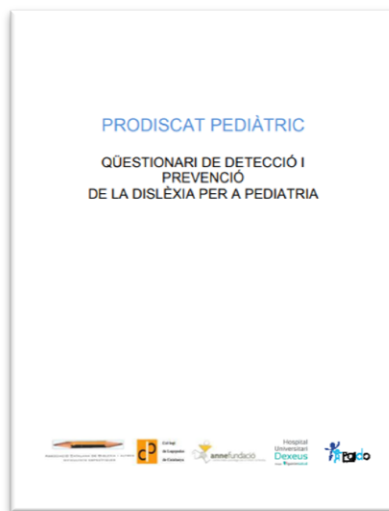 PRODISCAT PEDIÀTRIC
QÜESTIONARI DE DETECCIÓ I
PREVENCIÓ
DE LA DISLÈXIA PER A PEDIATRIA
annefundació
Hospital
Universitari
Dexeus